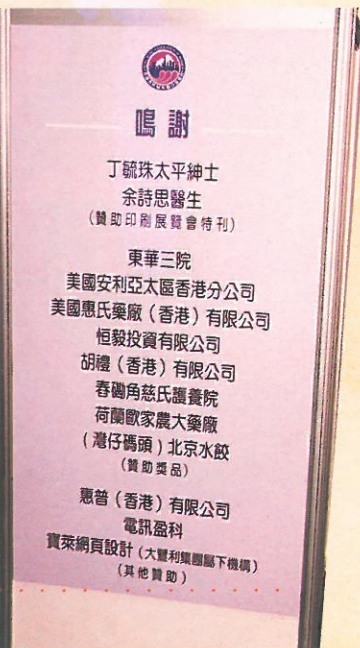 鳴謝
丁毓珠太平紳士
余詩思醫生
（贊助印刷展覽會特刊）
東華三院
美國安利亞太區香港分公司
美國惠氏藥廠（香港）有限公司
恒毅投資有限公司
胡禮（香港）有限公司
春磡角慈氏護養院
荷蘭歐家農大藥廠
（灣仔碼頭）北京水餃
（贊助獎品）
惠普（香港）有限公司
電訊盈科
寶萊網頁設計（大豐利集團屬下機構）
（其他贊助）